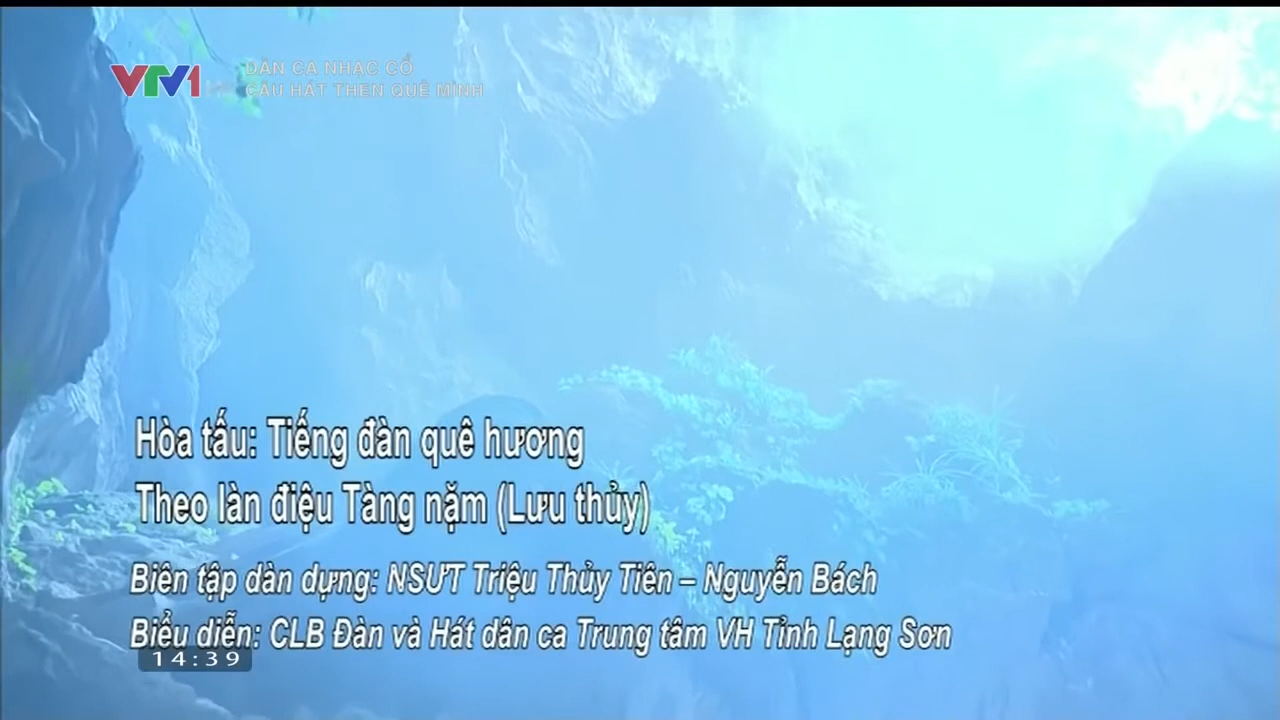 VTV1 DÂN CA NHẠC CỔ
CÂU HÁT THEN QUÊ MÌNH
Hòa tấu: Tiếng đàn quê hương
Theo làn điệu Tàng nặm (Lưu thủy)
Biên tập dàn dựng: NSƯT Triệu Thủy Tiên – Nguyễn Bách
Biểu diễn: CLB Đàn và Hát dân ca Trung tâm VH Tỉnh Lạng Sơn
14:39